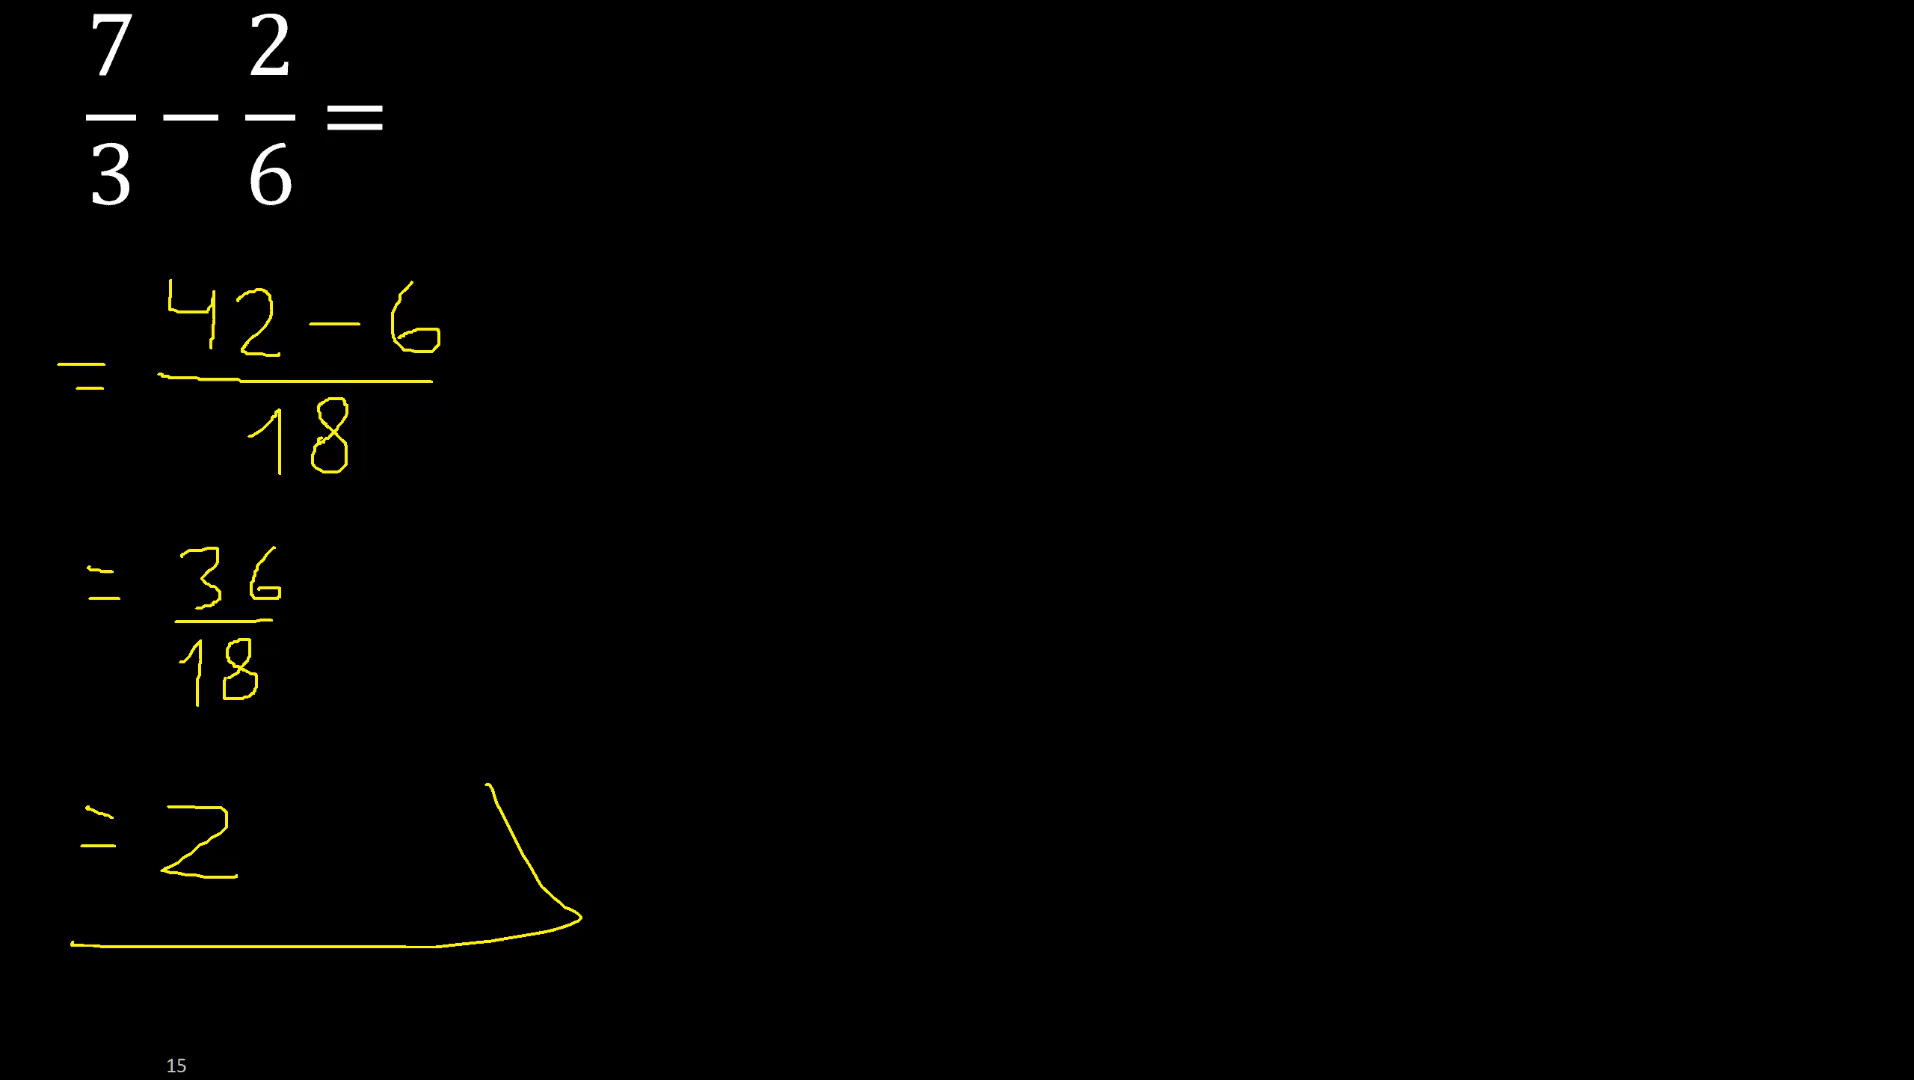 7/3 − 2/6 =
= 42 − 6 / 18
= 36/18
= 2
15